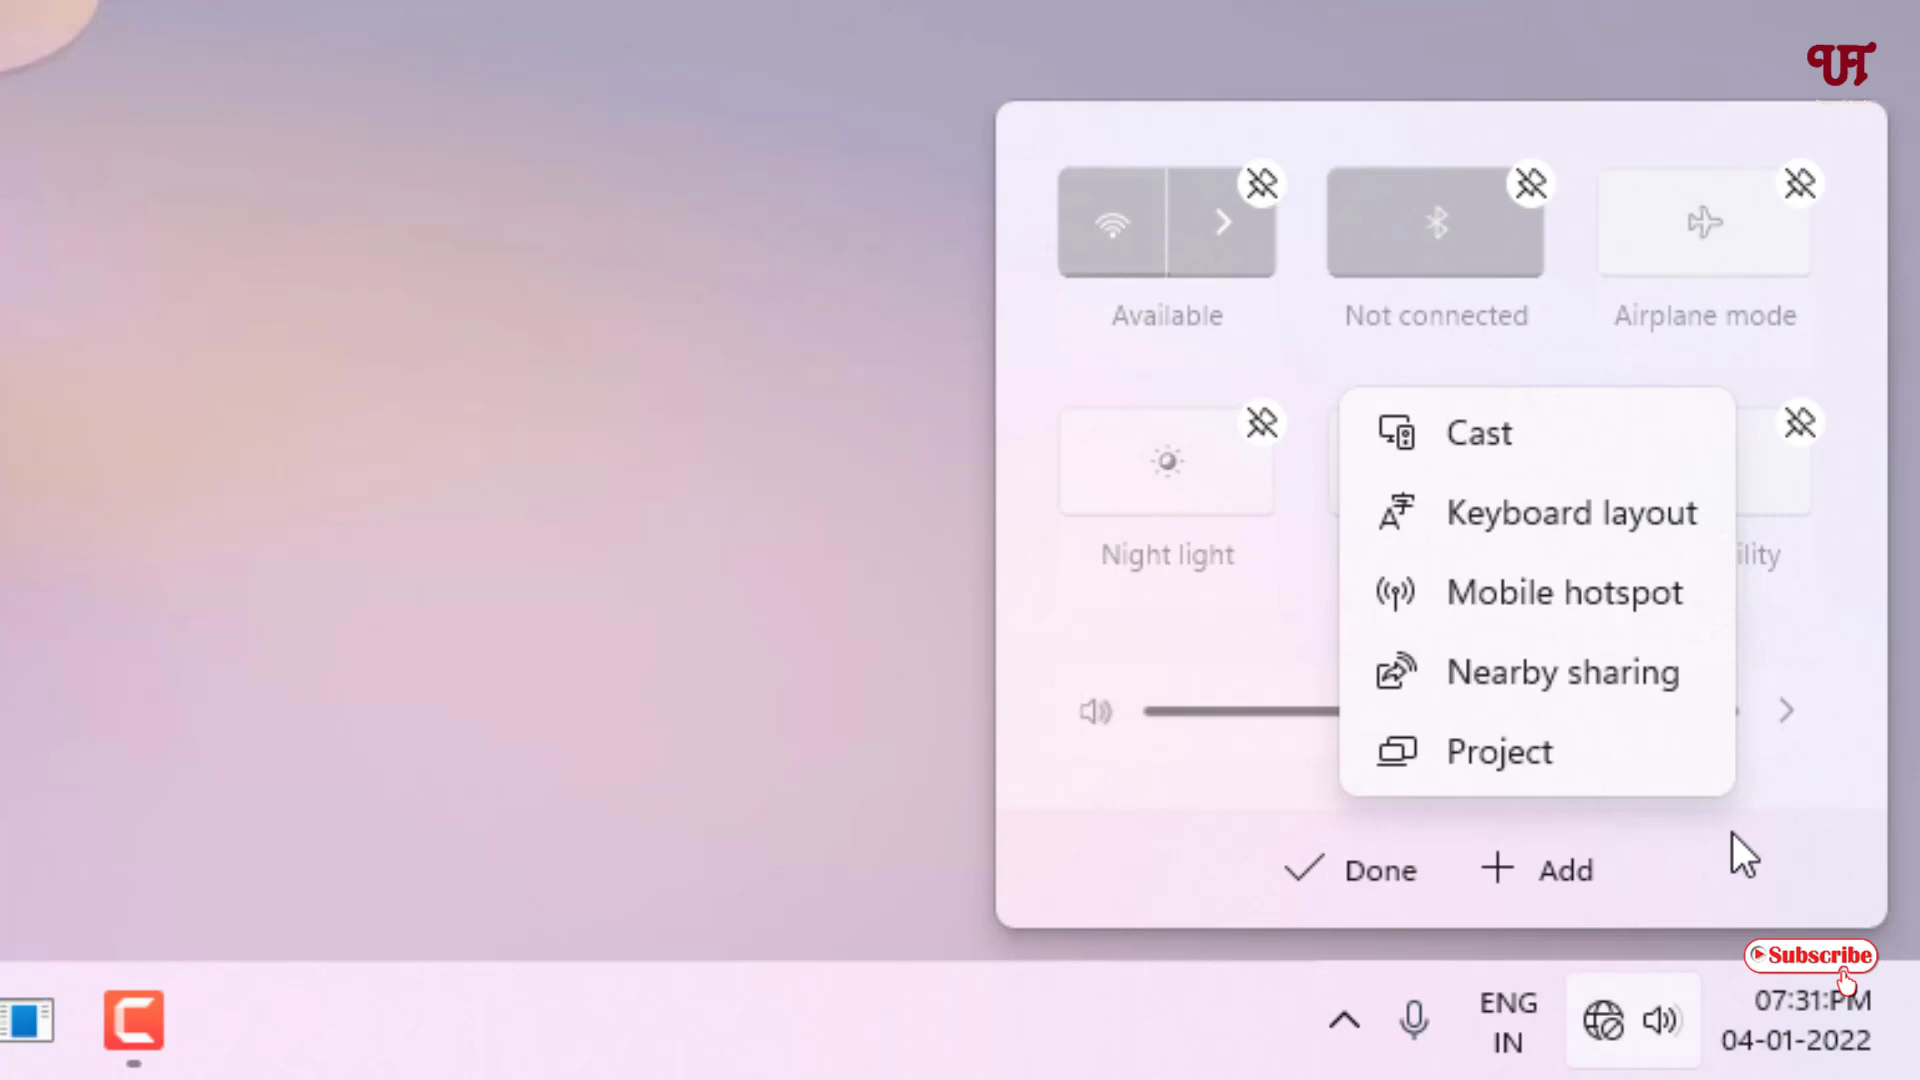 UT
Available
Not connected
Airplane mode
Cast
Keyboard layout
Night light
ility
Mobile hotspot
Nearby sharing
Project
Done
Add
Subscribe
ENG
IN
07:31:PM
04-01-2022